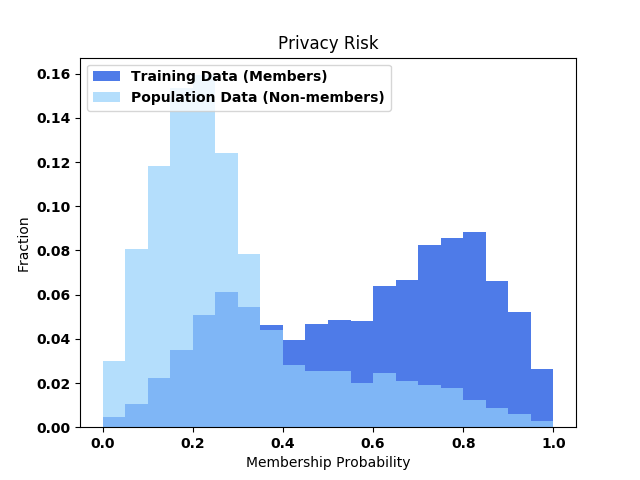 Privacy Risk
Training Data (Members)
Population Data (Non-members)
0.16
0.14
0.12
0.10
0.08
0.06
0.04
0.02
0.00
Fraction
0.0 0.2 0.4 0.6 0.8 1.0
Membership Probability